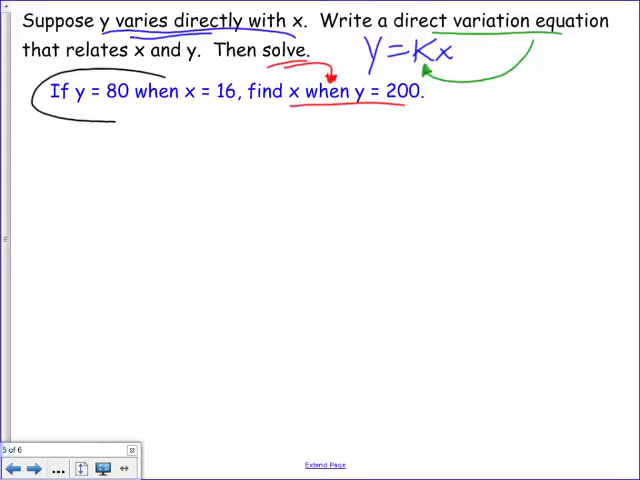 Suppose y varies directly with x. Write a direct variation equation
that relates x and y. Then solve.
y = Kx
If y = 80 when x = 16, find x when y = 200.
5 of 6
...
Extend Page